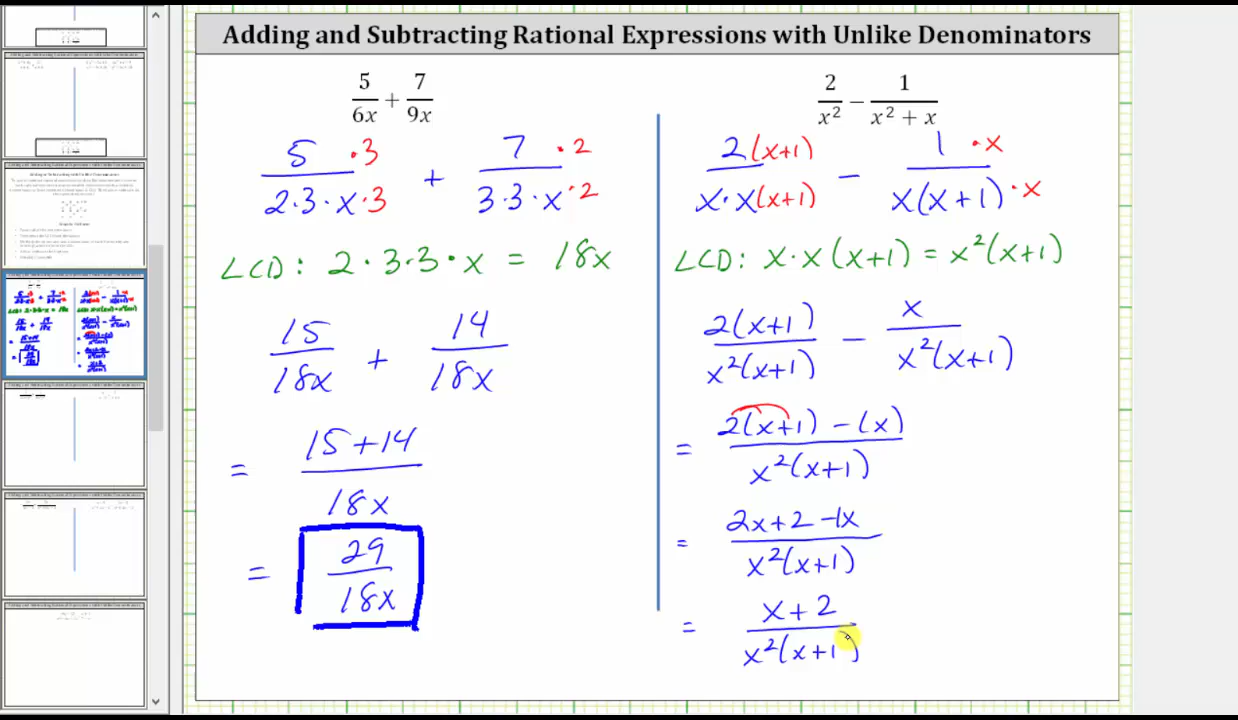 Adding and Subtracting Rational Expressions with Unlike Denominators
5/6x + 7/9x
5·3/2·3·x·3 + 7·2/3·3·x·2
LCD: 2·3·3·x = 18x
15/18x + 14/18x
= 15+14/18x
= 29/18x
2/x² − 1/x² + x
2(x+1)/x·x(x+1) − 1·x/x(x+1)·x
LCD: x·x(x+1) = x²(x+1)
2(x+1)/x²(x+1) − x/x²(x+1)
= 2(x+1) − (x)/x²(x+1)
= 2x+2−1x/x²(x+1)
= x+2/x²(x+1)